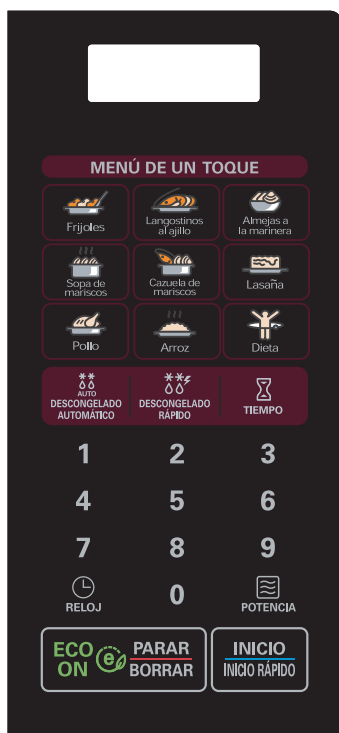 MENÚ DE UN TOQUE
Frijoles
Langostinos
al ajillo
Almejas a
la marinera
Sopa de
mariscos
Cazuela de
mariscos
Lasaña
Pollo
Arroz
Dieta
AUTO
DESCONGELADO
AUTOMÁTICO
DESCONGELADO
RÁPIDO
TIEMPO
1 2 3
4 5 6
7 8 9
RELOJ
0
POTENCIA
ECO
ON
e
PARAR
BORRAR
INICIO
INICIO RÁPIDO